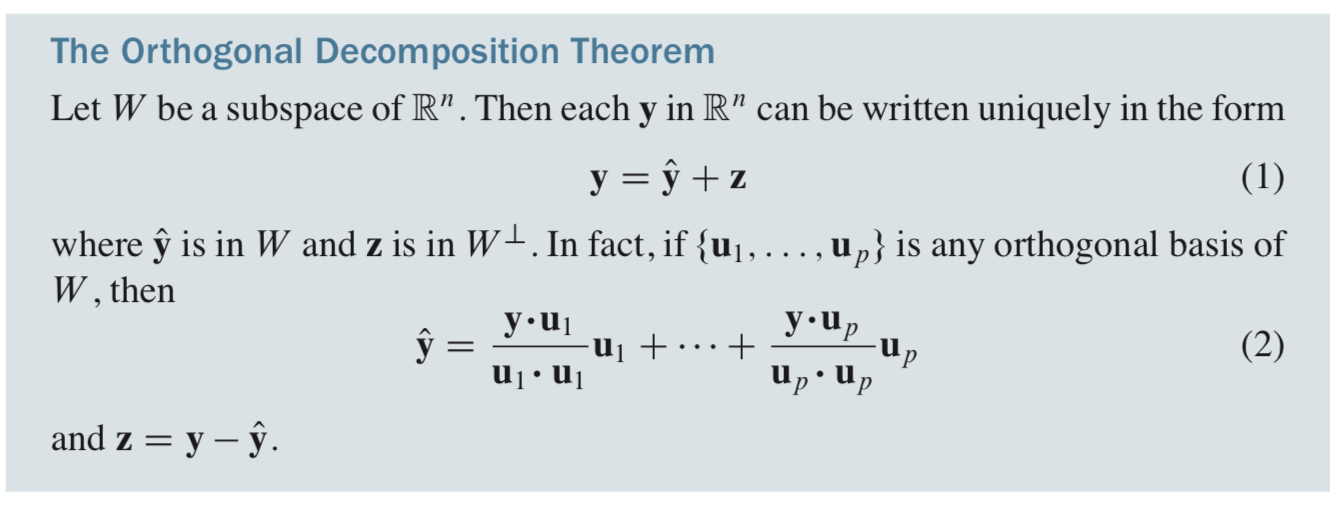 The Orthogonal Decomposition Theorem
Let W be a subspace of ℝⁿ. Then each y in ℝⁿ can be written uniquely in the form
y = ŷ + z (1)
where ŷ is in W and z is in W⊥. In fact, if {u₁, . . . , uₚ} is any orthogonal basis of
W, then
ŷ = (y·u₁)/(u₁·u₁) u₁ + ··· + (y·uₚ)/(uₚ·uₚ) uₚ (2)
and z = y − ŷ.